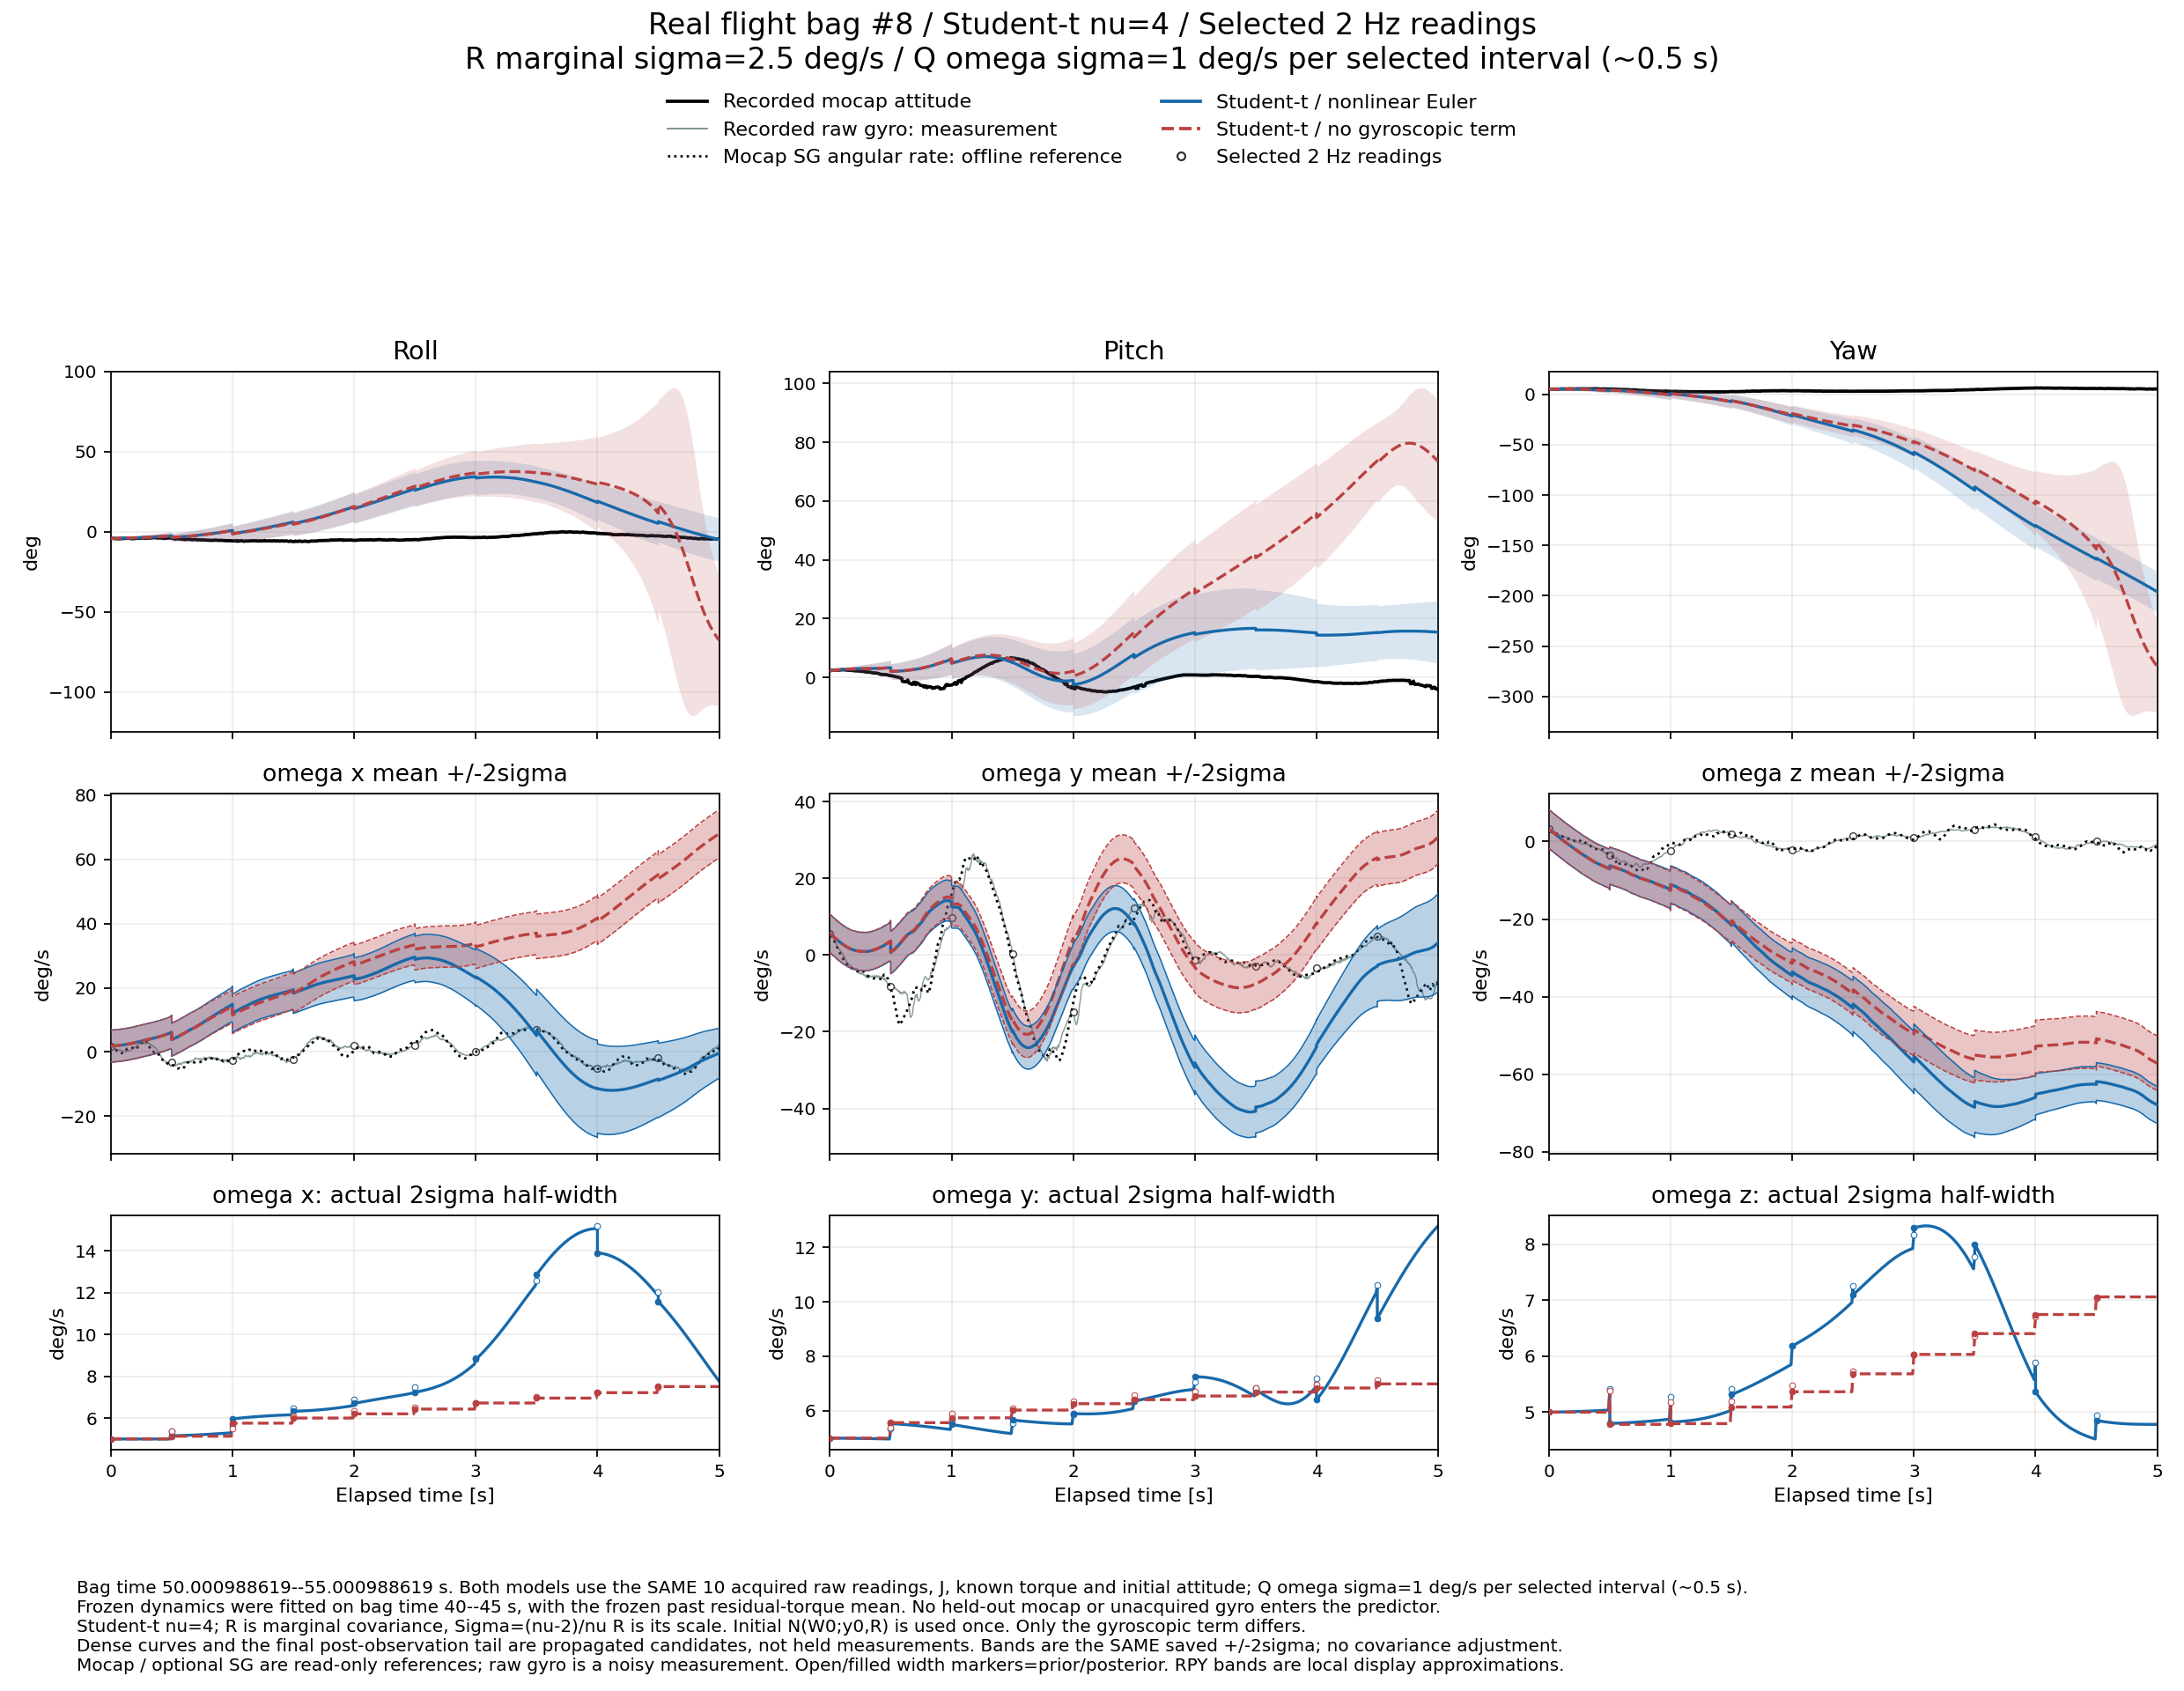 Real flight bag #8 / Student-t nu=4 / Selected 2 Hz readings
R marginal sigma=2.5 deg/s / Q omega sigma=1 deg/s per selected interval (~0.5 s)
Recorded mocap attitude
Recorded raw gyro: measurement
Mocap SG angular rate: offline reference
Student-t / nonlinear Euler
Student-t / no gyroscopic term
Selected 2 Hz readings
Roll
100
50
0
−50
−100
deg
Pitch
100
80
60
40
20
0
deg
Yaw
0
−50
−100
−150
−200
−250
−300
deg
omega x mean +/-2sigma
80
60
40
20
0
−20
deg/s
omega y mean +/-2sigma
40
20
0
−20
−40
deg/s
omega z mean +/-2sigma
0
−20
−40
−60
−80
deg/s
omega x: actual 2sigma half-width
14
12
10
8
6
deg/s
0 1 2 3 4 5
Elapsed time [s]
omega y: actual 2sigma half-width
12
10
8
6
deg/s
0 1 2 3 4 5
Elapsed time [s]
omega z: actual 2sigma half-width
8
7
6
5
deg/s
0 1 2 3 4 5
Elapsed time [s]
Bag time 50.000988619--55.000988619 s. Both models use the SAME 10 acquired raw readings, J, known torque and initial attitude; Q omega sigma=1 deg/s per selected interval (~0.5 s).
Frozen dynamics were fitted on bag time 40--45 s, with the frozen past residual-torque mean. No held-out mocap or unacquired gyro enters the predictor.
Student-t nu=4; R is marginal covariance, Sigma=(nu-2)/nu R is its scale. Initial N(W0;y0,R) is used once. Only the gyroscopic term differs.
Dense curves and the final post-observation tail are propagated candidates, not held measurements. Bands are the SAME saved +/-2sigma; no covariance adjustment.
Mocap / optional SG are read-only references; raw gyro is a noisy measurement. Open/filled width markers=prior/posterior. RPY bands are local display approximations.